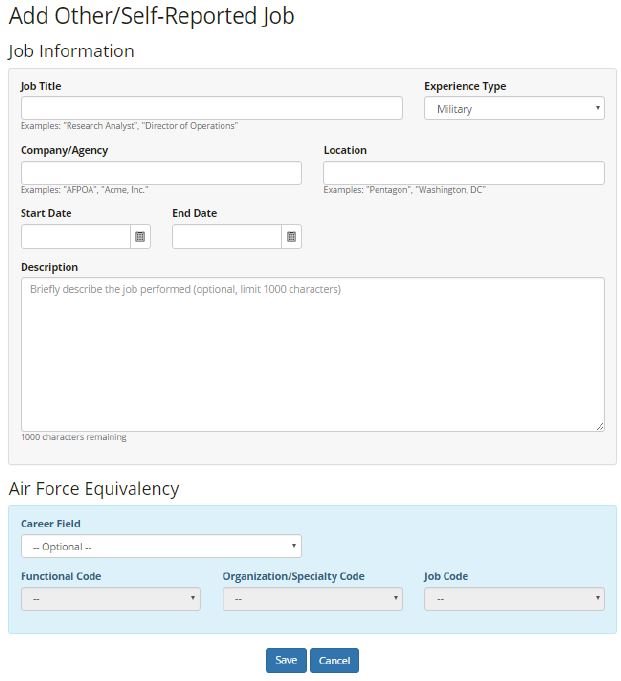 Add Other/Self-Reported Job
Job Information
Job Title
Experience Type
Military
Examples: "Research Analyst", "Director of Operations"
Company/Agency
Location
Examples: "AFPOA", "Acme, Inc."
Examples: "Pentagon", "Washington, DC"
Start Date
End Date
Description
Briefly describe the job performed (optional, limit 1000 characters)
1000 characters remaining
Air Force Equivalency
Career Field
-- Optional --
Functional Code
Organization/Specialty Code
Job Code
--
--
--
Save
Cancel